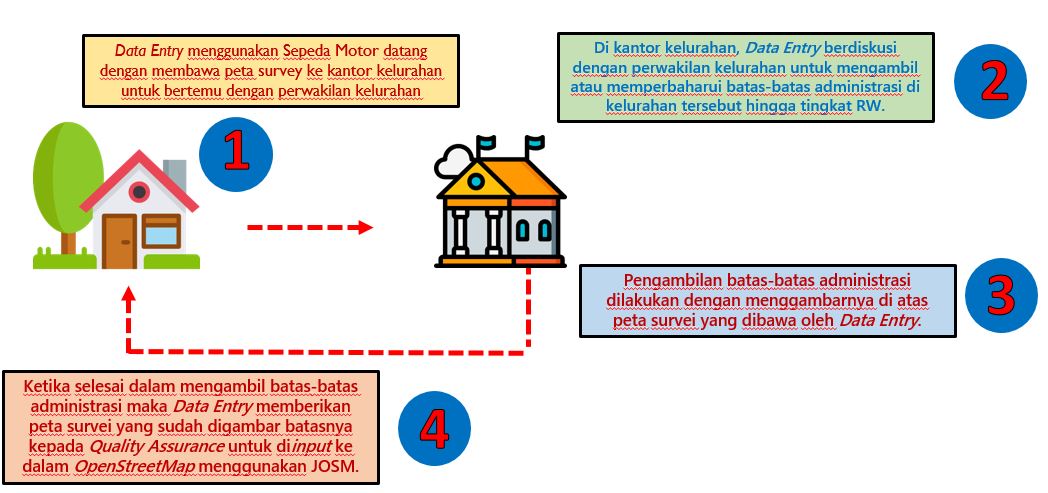 Data Entry menggunakan Sepeda Motor datang
dengan membawa peta survey ke kantor kelurahan
untuk bertemu dengan perwakilan kelurahan
1
Di kantor kelurahan, Data Entry berdiskusi
dengan perwakilan kelurahan untuk mengambil
atau memperbaharui batas-batas administrasi di
kelurahan tersebut hingga tingkat RW.
2
Pengambilan batas-batas administrasi
dilakukan dengan menggambarnya di atas
peta survei yang dibawa oleh Data Entry.
3
Ketika selesai dalam mengambil batas-batas
administrasi maka Data Entry memberikan
peta survei yang sudah digambar batasnya
kepada Quality Assurance untuk diinput ke
dalam OpenStreetMap menggunakan JOSM.
4